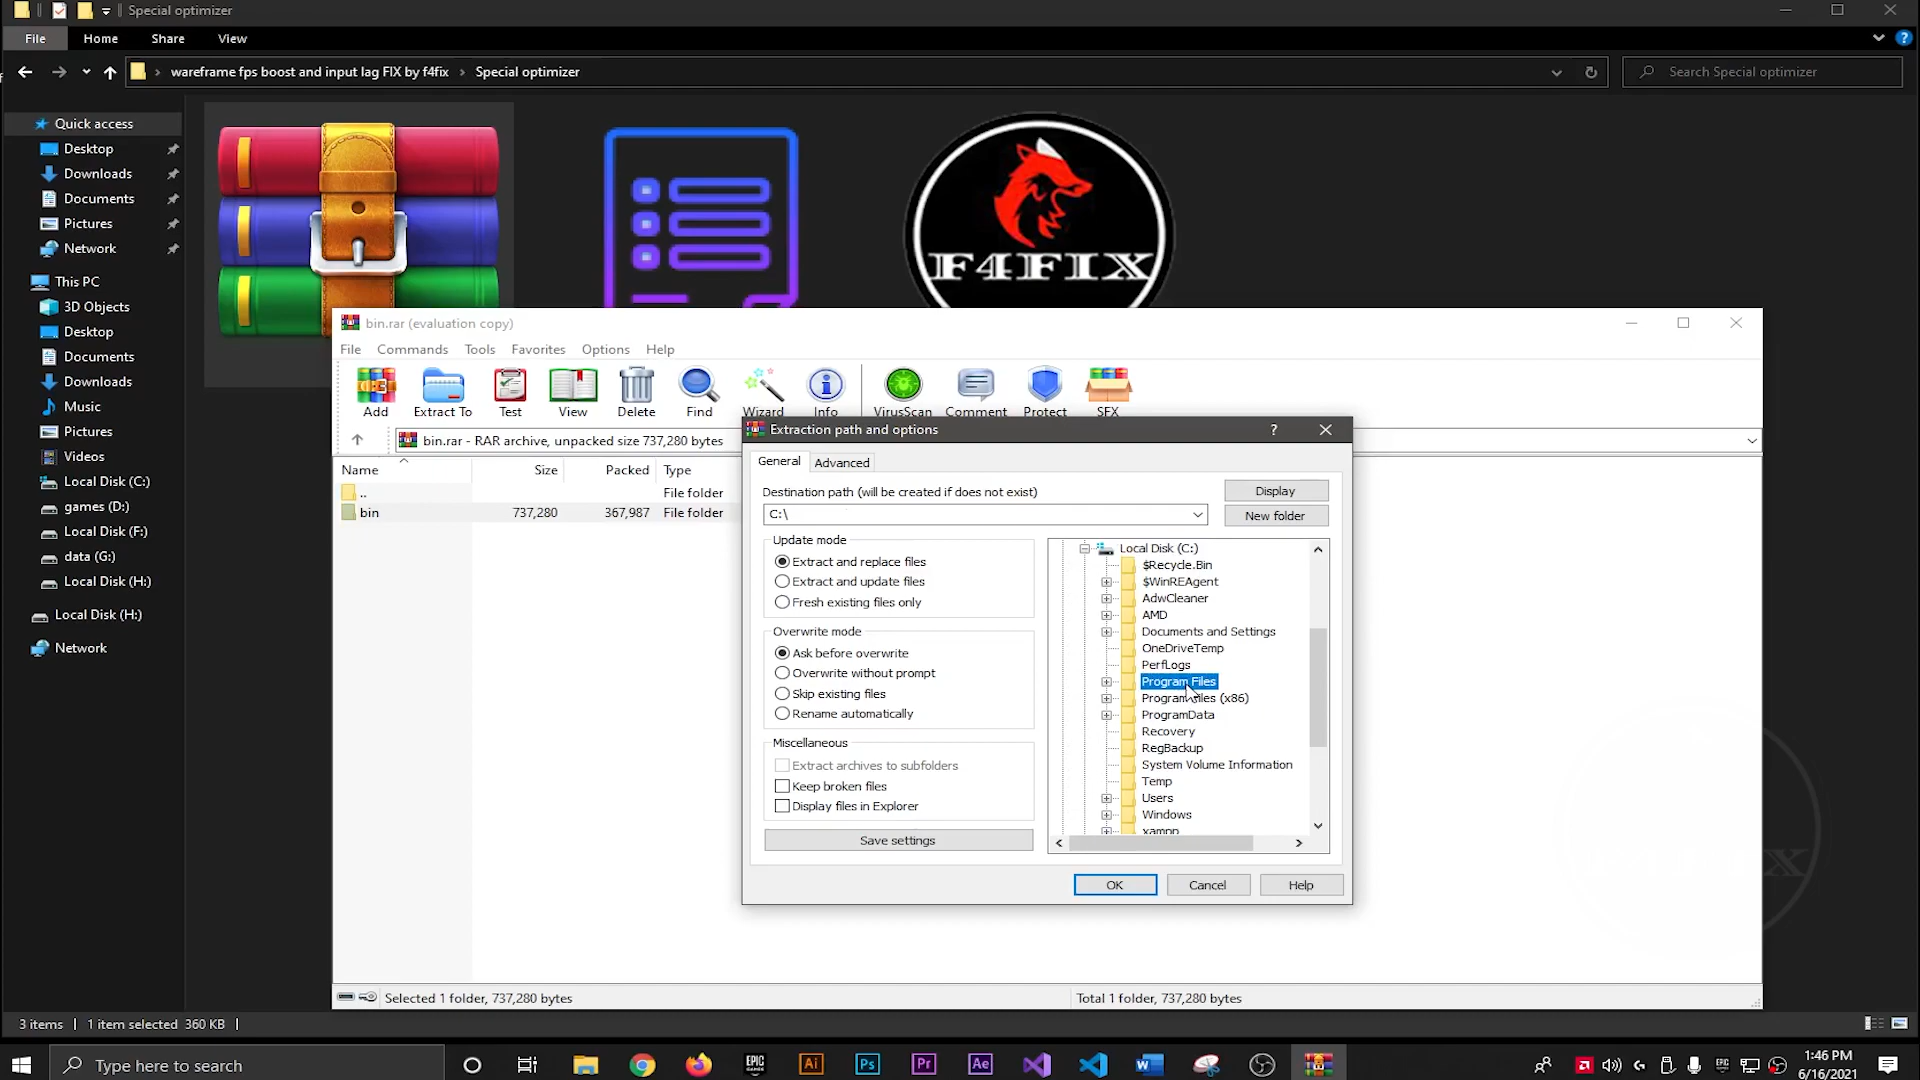 Special optimizer
File Home Share View
wareframe fps boost and input lag FIX by f4fix › Special optimizer
Search Special optimizer
Quick access
Desktop
Downloads
Documents
Pictures
Network
This PC
3D Objects
Desktop
Documents
Downloads
Music
Pictures
Videos
Local Disk (C:)
games (D:)
Local Disk (F:)
data (G:)
Local Disk (H:)
Local Disk (H:)
Network
F4FIX
bin.rar (evaluation copy)
File Commands Tools Favorites Options Help
Add Extract To Test View Delete Find Wizard Info VirusScan Comment Protect SFX
bin.rar - RAR archive, unpacked size 737,280 bytes
Name Size Packed Type
.. File folder
bin 737,280 367,987 File folder
Extraction path and options
?
General Advanced
Destination path (will be created if does not exist)
C:\
Display
New folder
Update mode
Extract and replace files
Extract and update files
Fresh existing files only
Overwrite mode
Ask before overwrite
Overwrite without prompt
Skip existing files
Rename automatically
Miscellaneous
Extract archives to subfolders
Keep broken files
Display files in Explorer
Save settings
Local Disk (C:)
$Recycle.Bin
$WinREAgent
AdwCleaner
AMD
Documents and Settings
OneDriveTemp
PerfLogs
Program Files
Program Files (x86)
ProgramData
Recovery
RegBackup
System Volume Information
Temp
Users
Windows
xampp
OK Cancel Help
Selected 1 folder, 737,280 bytes
Total 1 folder, 737,280 bytes
3 items 1 item selected 360 KB
Type here to search
EPIC GAMES
Ai Ps Pr Ae
1:46 PM
6/16/2021